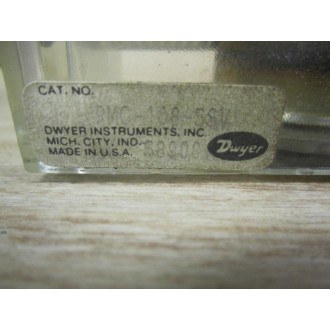 CAT. NO.
DWYER INSTRUMENTS, INC.
MICH. CITY, IND.
MADE IN U.S.A.
Dwyer